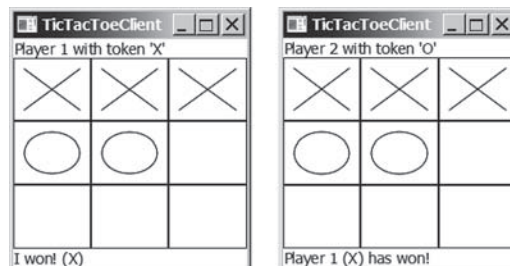 TicTacToeClient
Player 1 with token 'X'
I won! (X)
TicTacToeClient
Player 2 with token 'O'
Player 1 (X) has won!